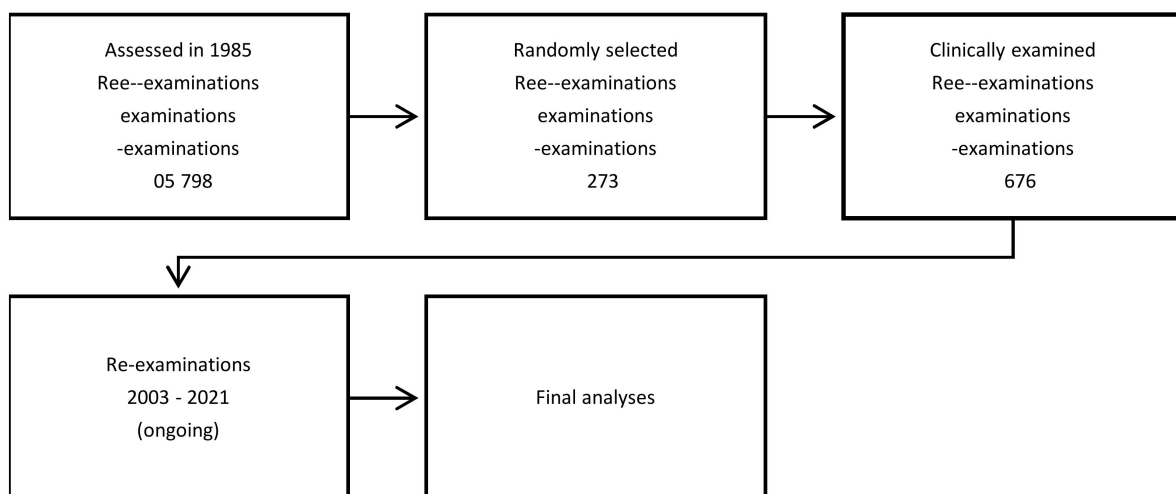 Assessed in 1985
Ree--examinations
examinations
-examinations
05 798
Randomly selected
Ree--examinations
examinations
-examinations
273
Clinically examined
Ree--examinations
examinations
-examinations
676
Re-examinations
2003 - 2021
(ongoing)
Final analyses